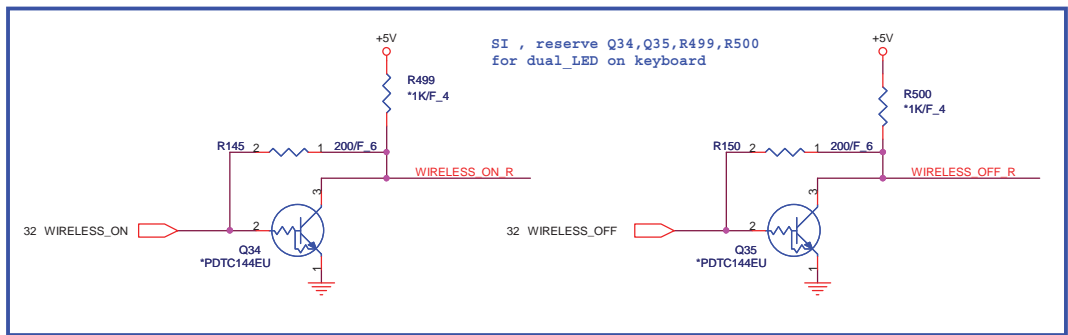 SI , reserve Q34,Q35,R499,R500
for dual_LED on keyboard
+5V
R499
*1K/F_4
R145 2 1 200/F_6
WIRELESS_ON_R
3
32 WIRELESS_ON
2
Q34
*PDTC144EU
1
+5V
R500
*1K/F_4
R150 2 1 200/F_6
WIRELESS_OFF_R
3
32 WIRELESS_OFF
2
Q35
*PDTC144EU
1